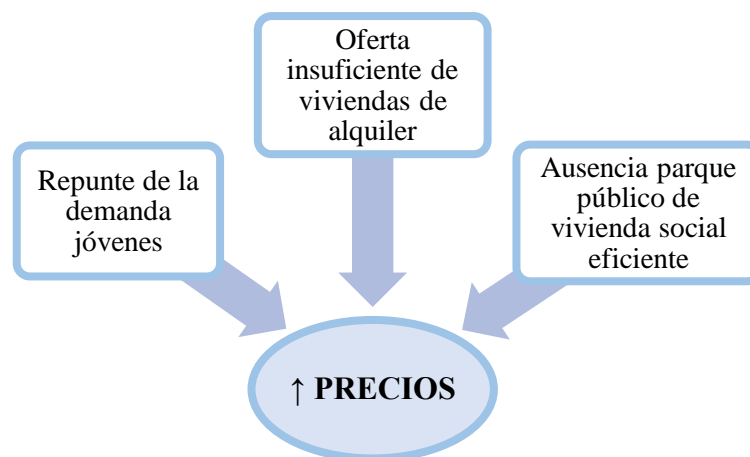 Repunte de la
demanda
jóvenes
Oferta
insuficiente de
viviendas de
alquiler
Ausencia parque
público de
vivienda social
eficiente
↑ PRECIOS